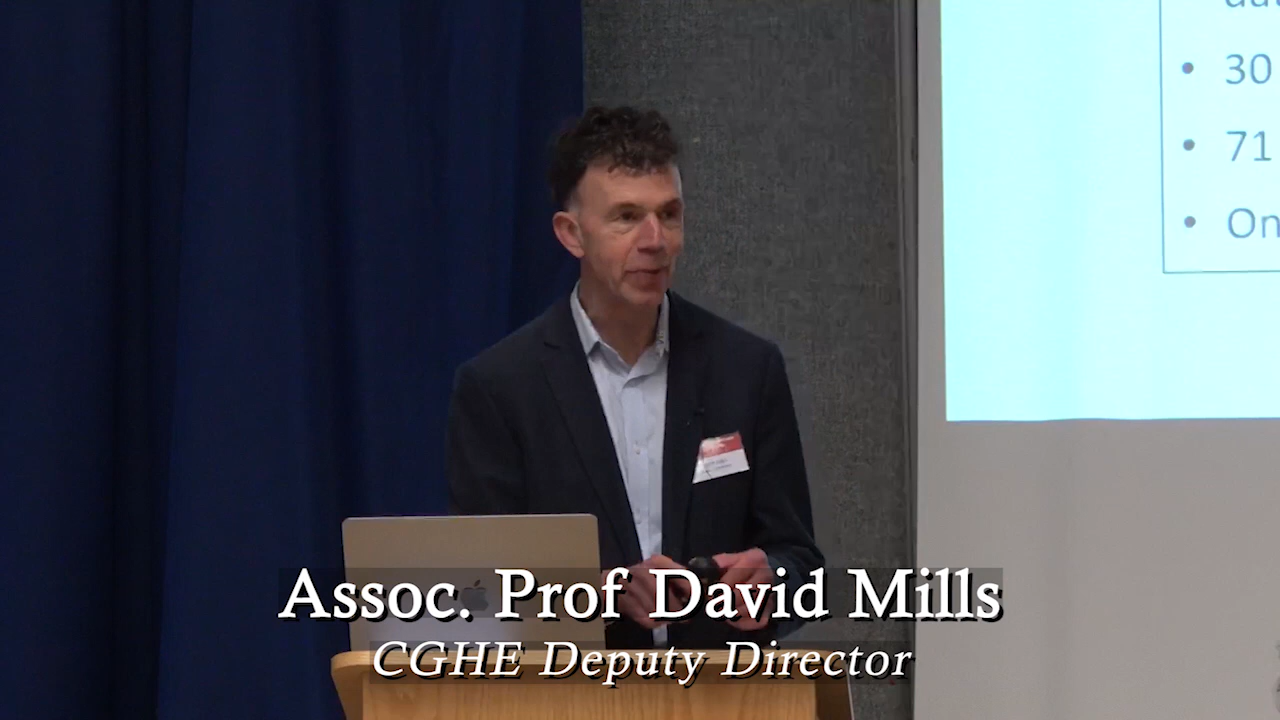 • 30
• 71
• On
Assoc. Prof David Mills
CGHE Deputy Director